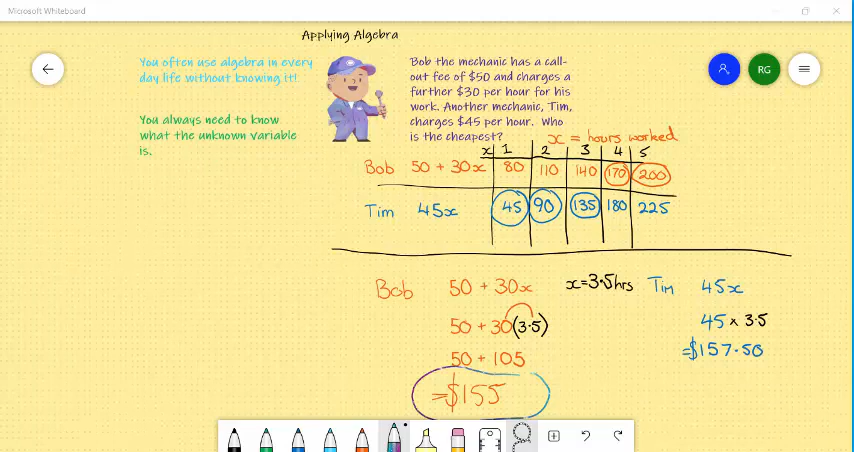 Microsoft Whiteboard
Applying Algebra
You often use algebra in every
day life without knowing it!
You always need to know
what the unknown variable
is.
Bob the mechanic has a call-
out fee of $50 and charges a
further $30 per hour for his
work. Another mechanic, Tim,
charges $45 per hour. Who
is the cheapest?
RG
x = hours worked
x 1 2 3 4 5
Bob 50 + 30x 80 110 140 170 200
Tim 45x 45 90 135 180 225
Bob 50 + 30x x=3·5hrs Tim 45x
50 + 30(3·5) 45 x 3·5
50 + 105 =$157·50
=$155